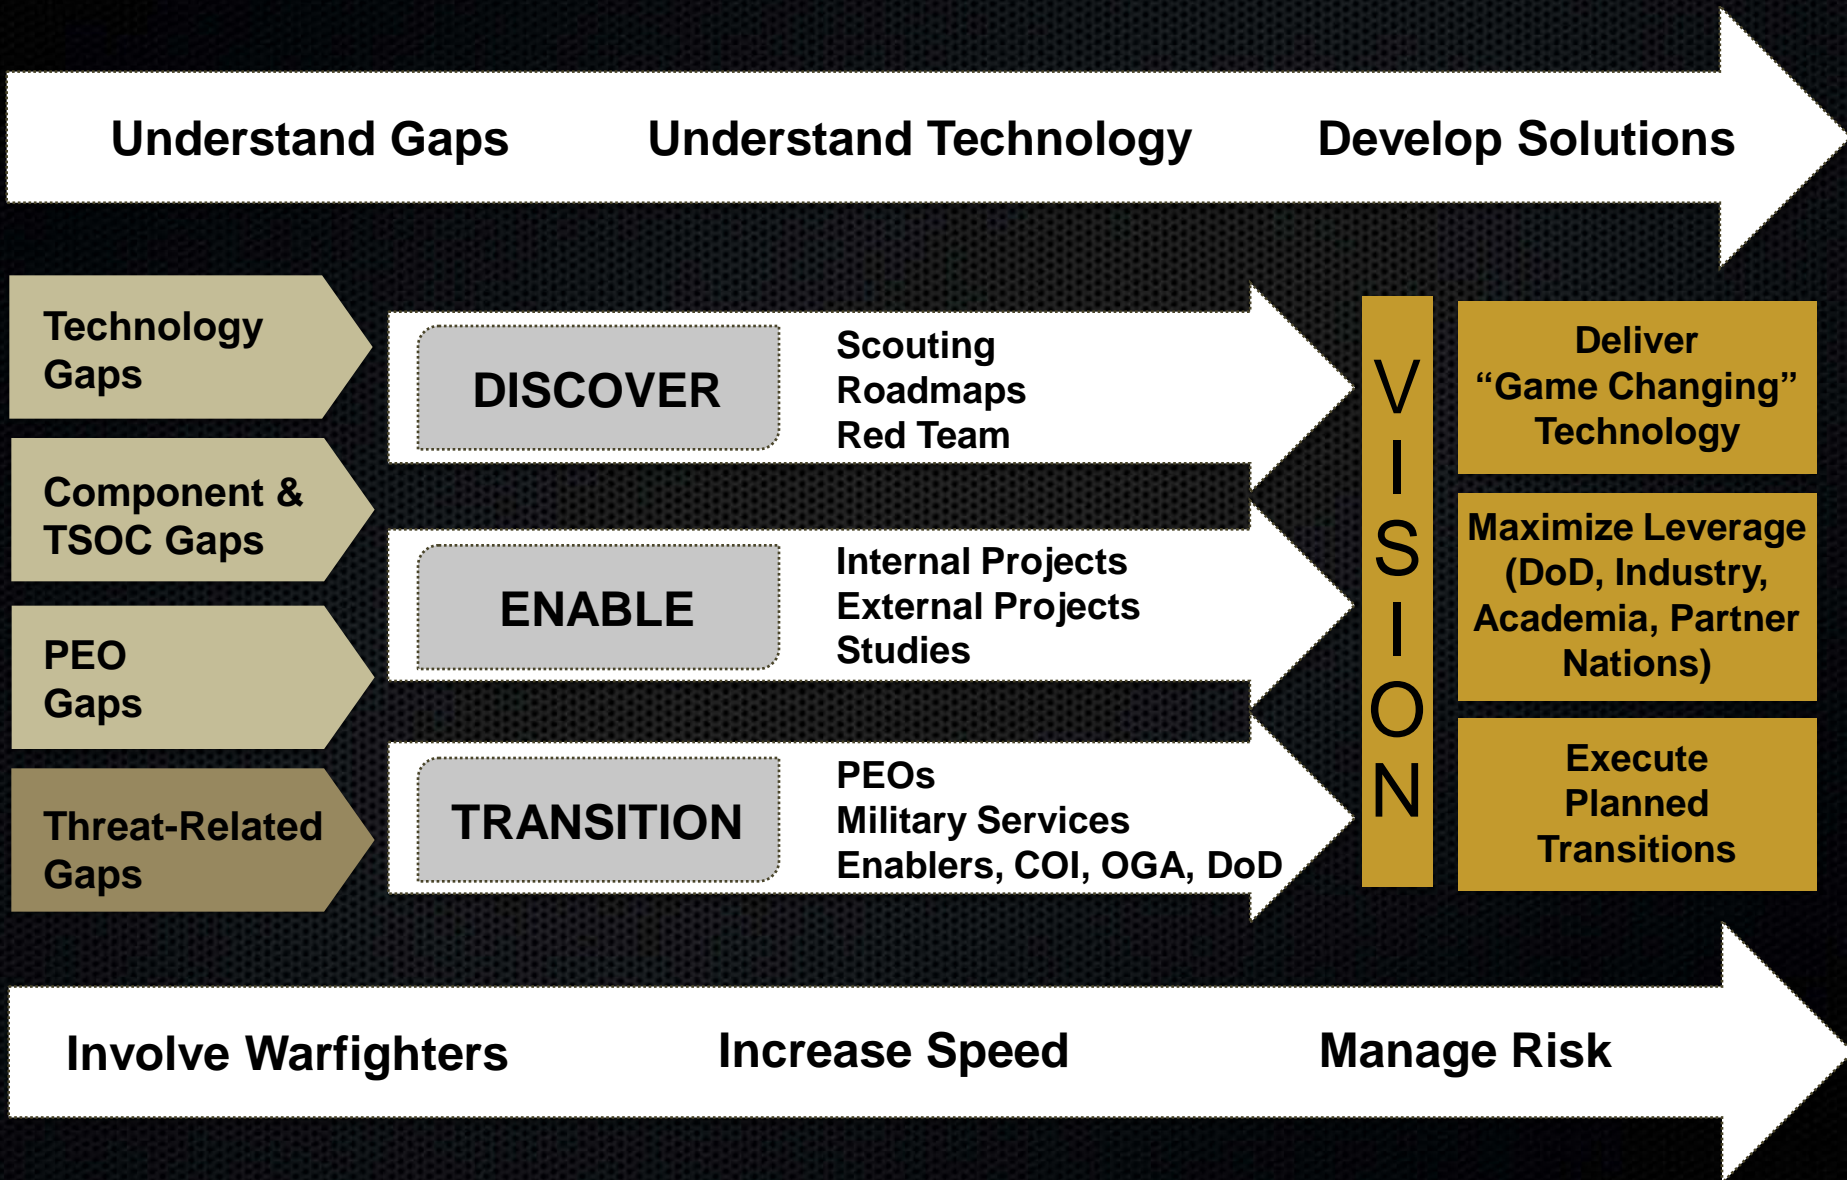 Understand Gaps
Understand Technology
Develop Solutions
Technology
Gaps
Component &
TSOC Gaps
PEO
Gaps
Threat-Related
Gaps
DISCOVER
Scouting
Roadmaps
Red Team
ENABLE
Internal Projects
External Projects
Studies
TRANSITION
PEOs
Military Services
Enablers, COI, OGA, DoD
VISION
Deliver
“Game Changing”
Technology
Maximize Leverage
(DoD, Industry,
Academia, Partner
Nations)
Execute
Planned
Transitions
Involve Warfighters
Increase Speed
Manage Risk